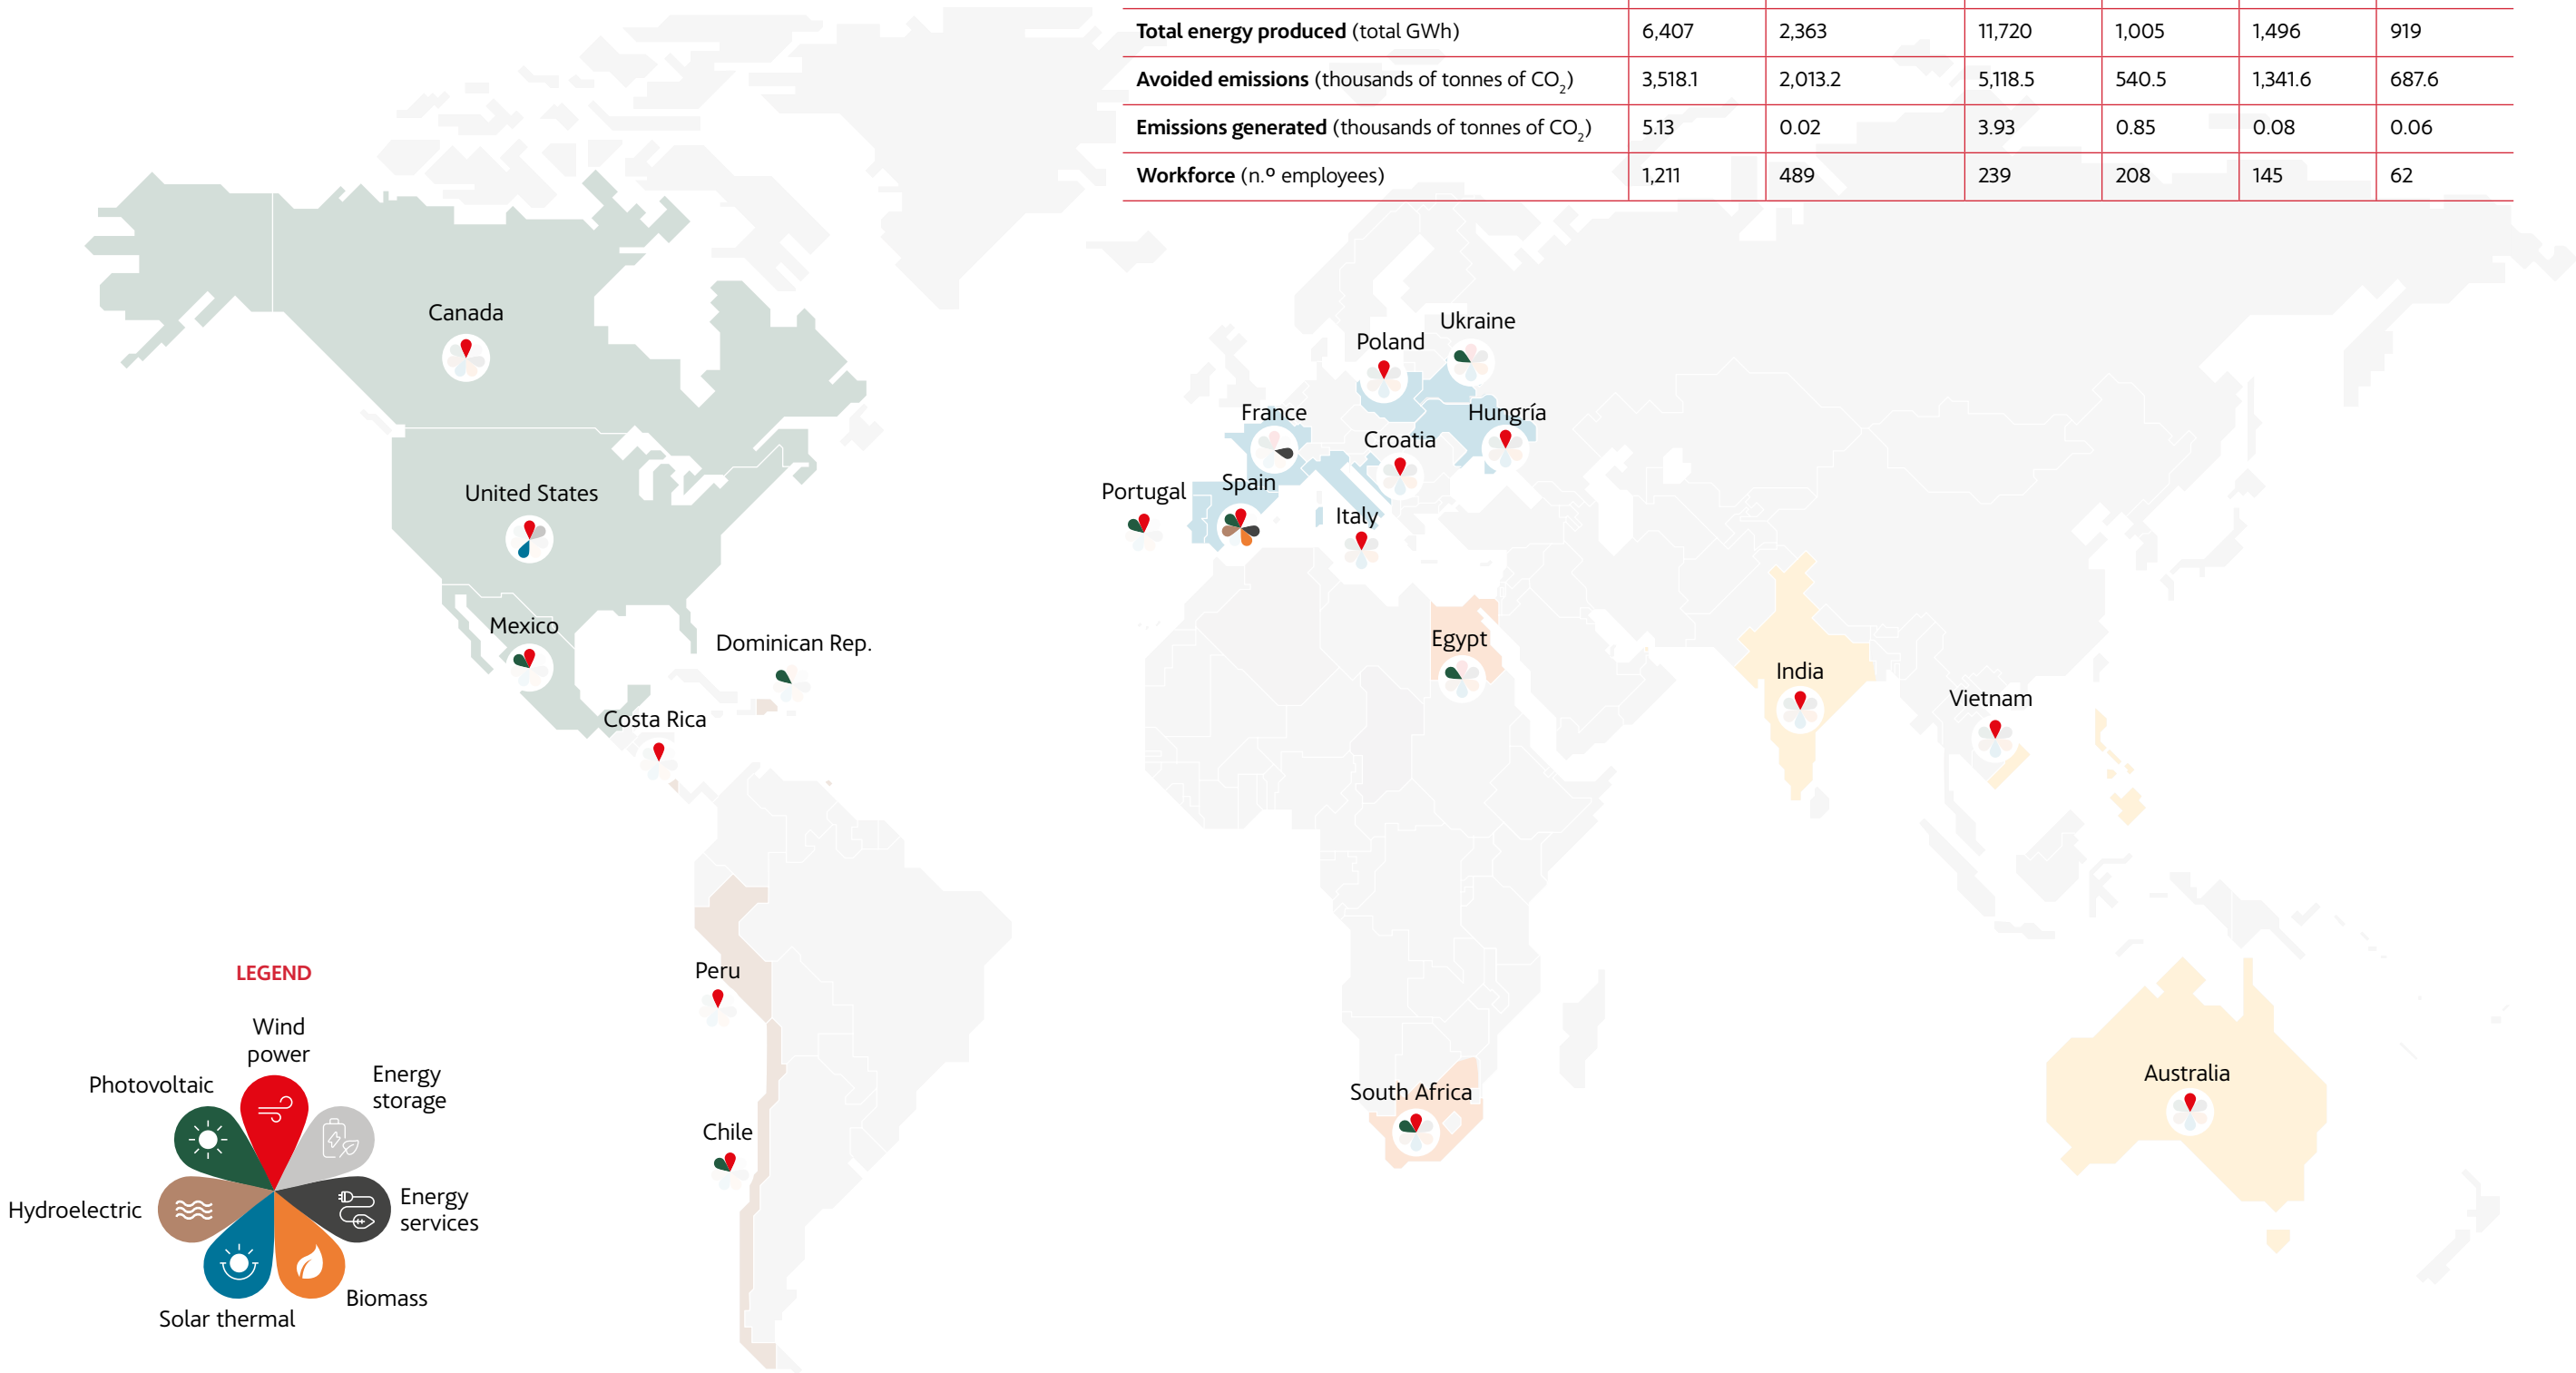 Total energy produced (total GWh) 6,407 2,363 11,720 1,005 1,496 919
Avoided emissions (thousands of tonnes of CO2) 3,518.1 2,013.2 5,118.5 540.5 1,341.6 687.6
Emissions generated (thousands of tonnes of CO2) 5.13 0.02 3.93 0.85 0.08 0.06
Workforce (n.º employees) 1,211 489 239 208 145 62
Canada
United States
Mexico
Dominican Rep.
Costa Rica
Peru
Chile
Ukraine
Poland
France
Hungría
Croatia
Portugal
Spain
Italy
Egypt
India
Vietnam
South Africa
Australia
LEGEND
Wind
power
Photovoltaic
Energy
storage
Hydroelectric
Energy
services
Biomass
Solar thermal